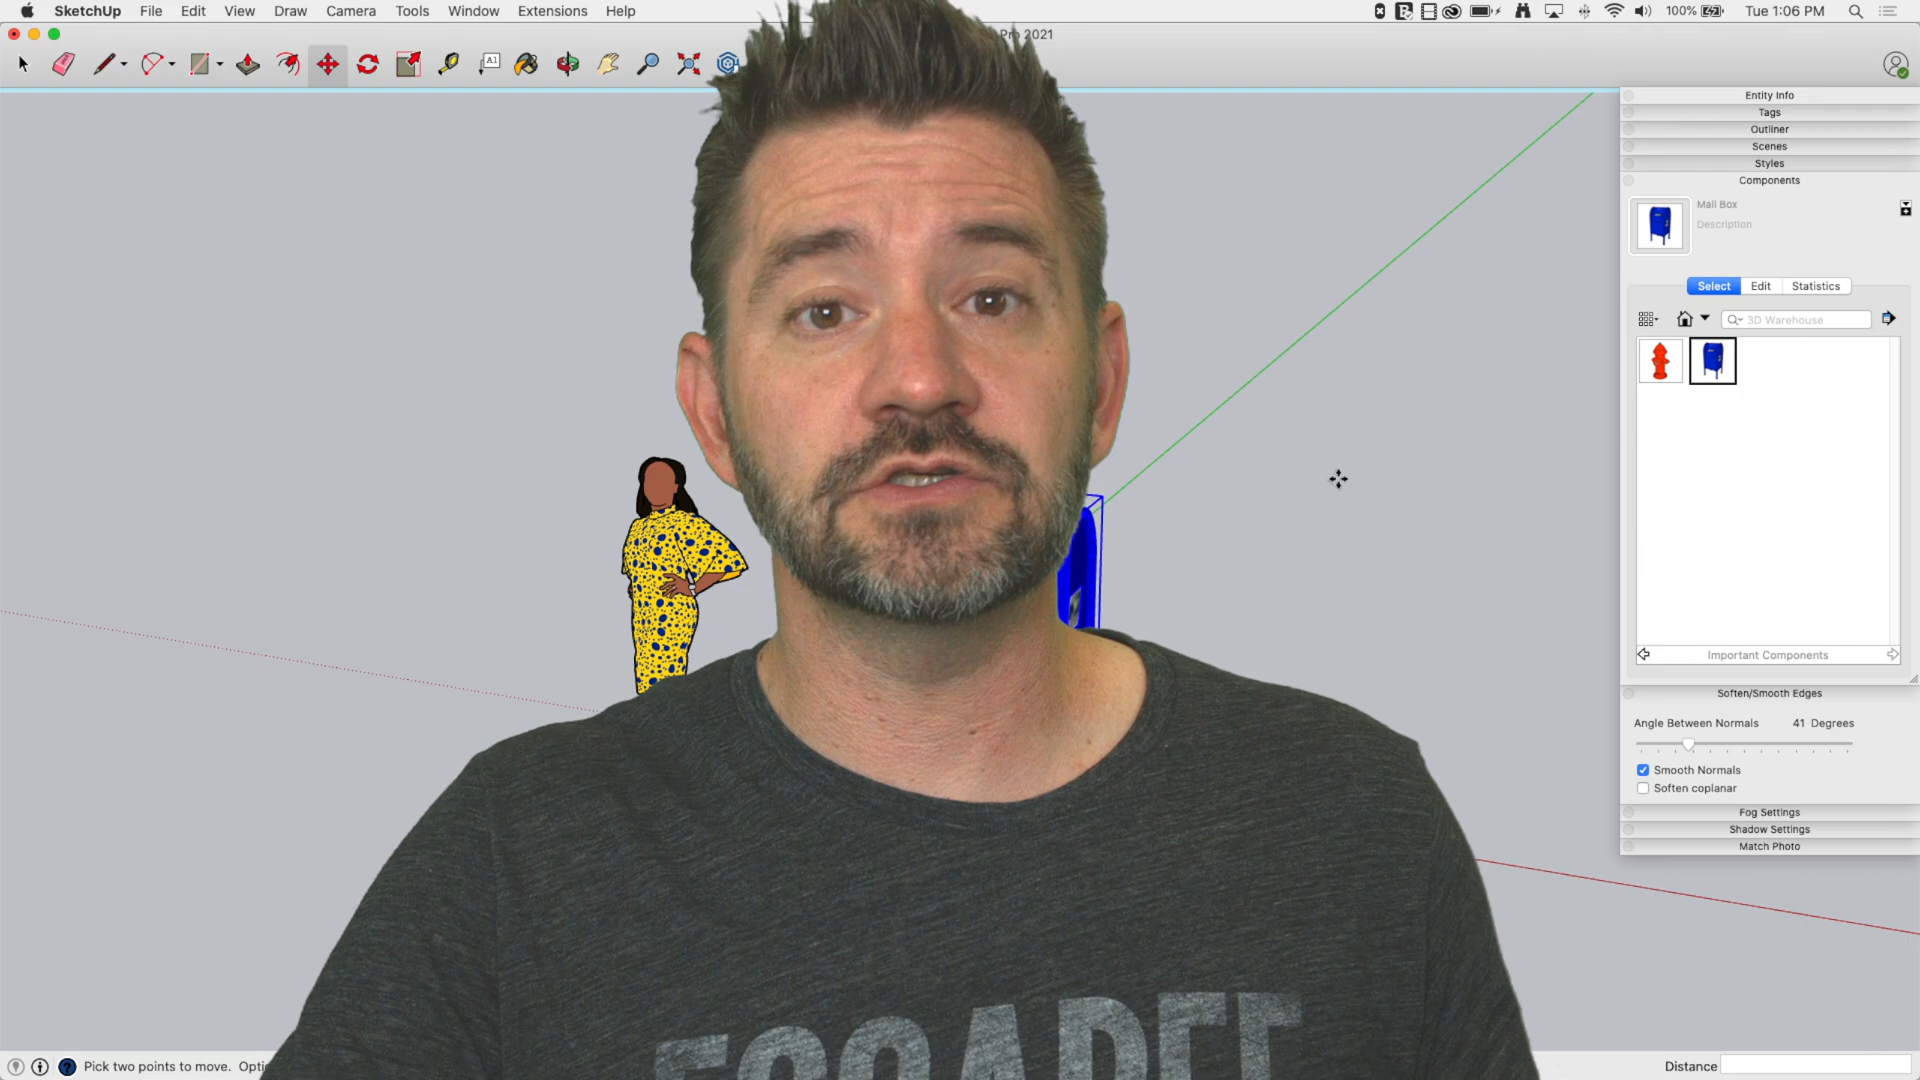 SketchUp File Edit View Draw Camera Tools Window Extensions Help 100% Tue 1:06 PM
Pro 2021
A1
Entity Info
Tags
Outliner
Scenes
Styles
Components
Mail Box
Description
Select Edit Statistics
3D Warehouse
Important Components
Soften/Smooth Edges
Angle Between Normals 41 Degrees
Smooth Normals
Soften coplanar
Fog Settings
Shadow Settings
Match Photo
Pick two points to move.
Distance